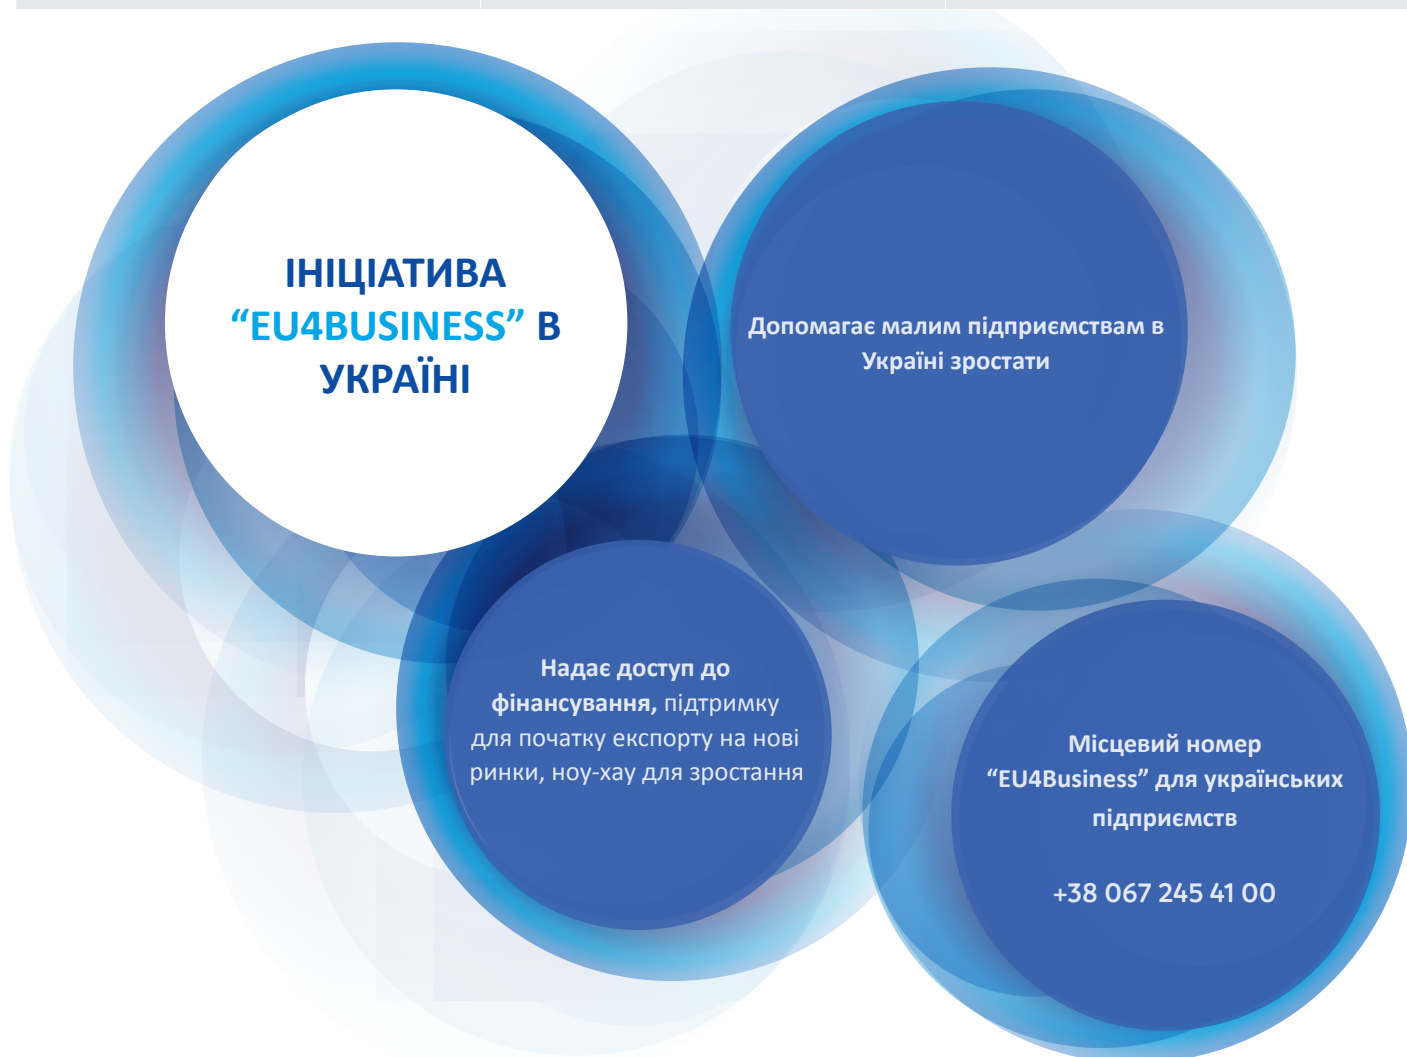 ІНІЦІАТИВА
“EU4BUSINESS” В
УКРАЇНІ
Допомагає малим підприємствам в
Україні зростати
Надає доступ до
фінансування, підтримку
для початку експорту на нові
ринки, ноу-хау для зростання
Місцевий номер
“EU4Business” для українських
підприємств
+38 067 245 41 00